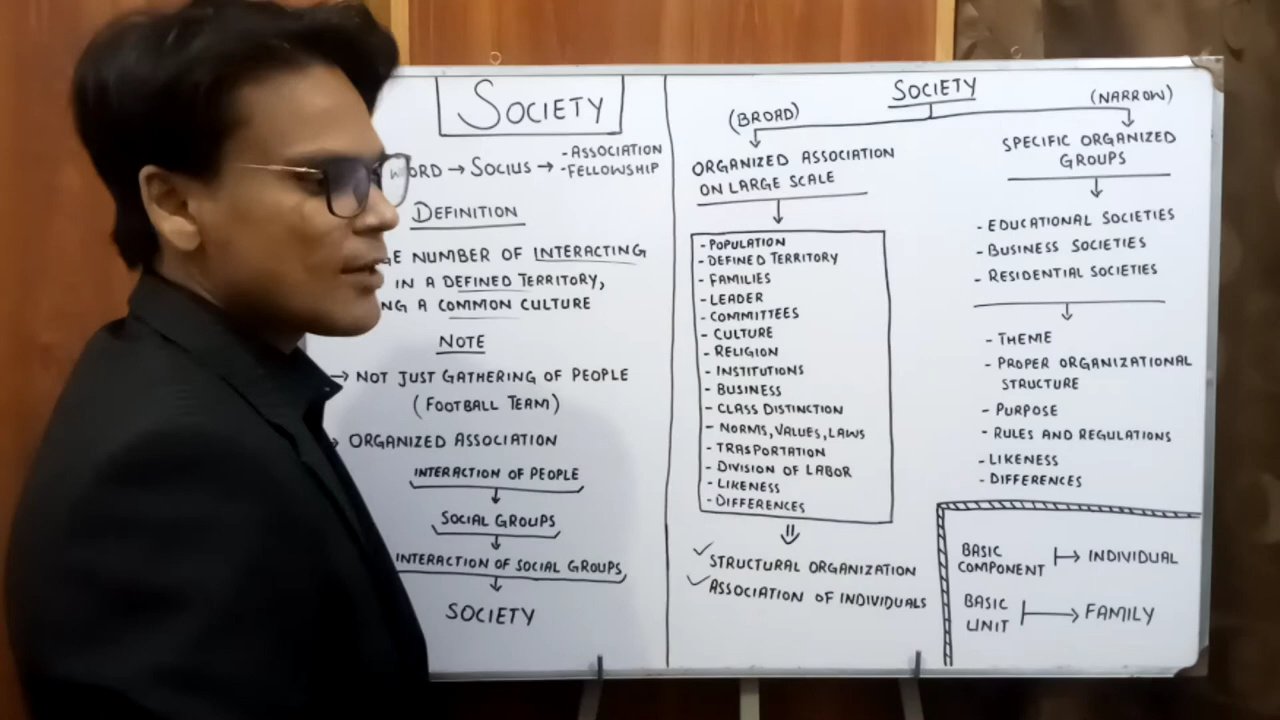 SOCIETY
WORD → SOCIUS → - ASSOCIATION
- FELLOWSHIP
DEFINITION
NUMBER OF INTERACTING
IN A DEFINED TERRITORY,
A COMMON CULTURE
NOTE
→ NOT JUST GATHERING OF PEOPLE
(FOOTBALL TEAM)
→ ORGANIZED ASSOCIATION
INTERACTION OF PEOPLE
↓
SOCIAL GROUPS
↓
INTERACTION OF SOCIAL GROUPS
↓
SOCIETY
SOCIETY
(BROAD)
ORGANIZED ASSOCIATION
ON LARGE SCALE
- POPULATION
- DEFINED TERRITORY
- FAMILIES
- LEADER
- COMMITTEES
- CULTURE
- RELIGION
- INSTITUTIONS
- BUSINESS
- CLASS DISTINCTION
- NORMS, VALUES, LAWS
- TRASPORTATION
- DIVISION OF LABOR
- LIKENESS
- DIFFERENCES
✓ STRUCTURAL ORGANIZATION
✓ ASSOCIATION OF INDIVIDUALS
(NARROW)
SPECIFIC ORGANIZED
GROUPS
- EDUCATIONAL SOCIETIES
- BUSINESS SOCIETIES
- RESIDENTIAL SOCIETIES
- THEME
- PROPER ORGANIZATIONAL
STRUCTURE
- PURPOSE
- RULES AND REGULATIONS
- LIKENESS
- DIFFERENCES
BASIC
COMPONENT → INDIVIDUAL
BASIC
UNIT → FAMILY